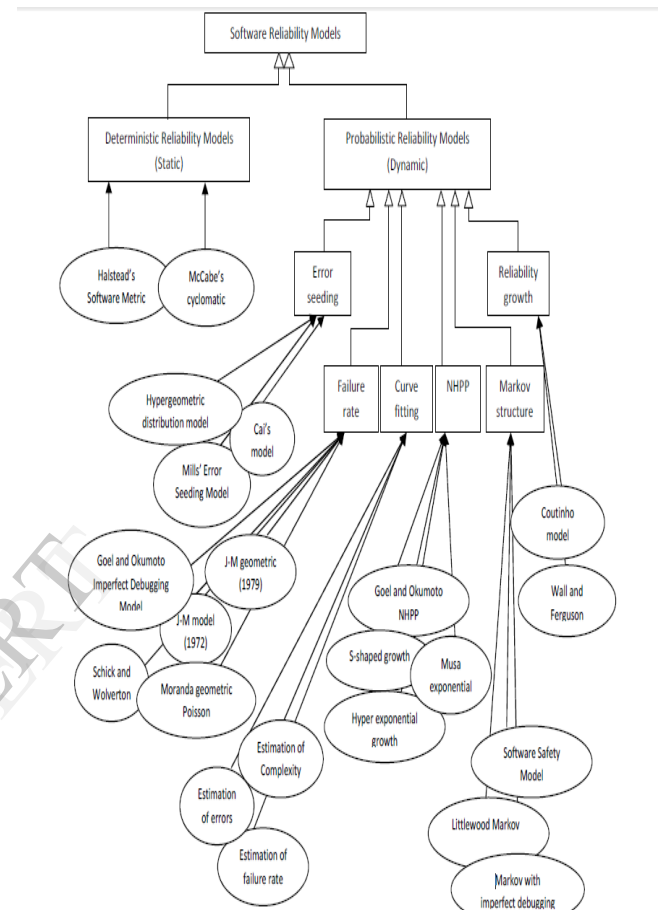 Software Reliability Models
Deterministic Reliability Models
(Static)
Probabilistic Reliability Models
(Dynamic)
Halstead's
Software Metric
McCabe's
cyclomatic
Error
seeding
Reliability
growth
Failure
rate
Curve
fitting
NHPP
Markov
structure
Hypergeometric
distribution model
Cai's
model
Mills' Error
Seeding Model
Coutinho
model
Goel and Okumoto
Imperfect Debugging
Model
J-M geometric
(1979)
Goel and Okumoto
NHPP
Wall and
Ferguson
J-M model
(1972)
S-shaped growth
Musa
exponential
Schick and
Wolverton
Moranda geometric
Poisson
Hyper exponential
growth
Estimation of
Complexity
Software Safety
Model
Estimation
of errors
Littlewood Markov
Estimation of
failure rate
Markov with
imperfect debugging
ERT